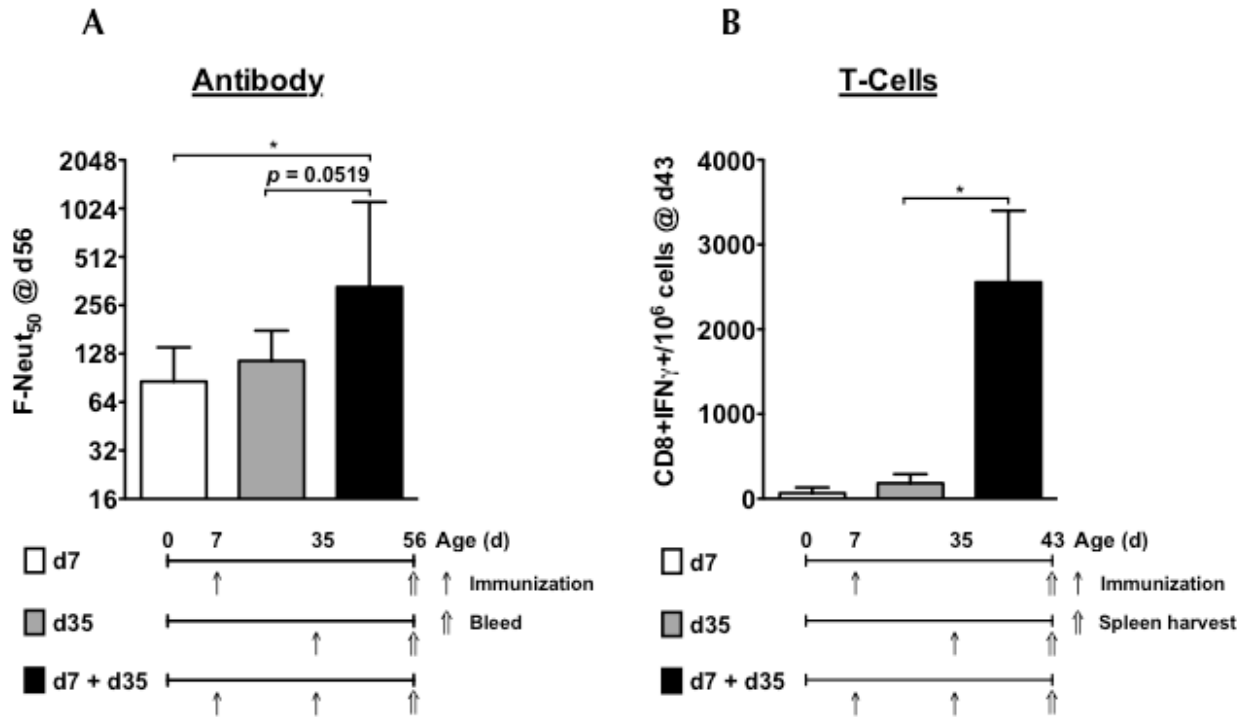 A
Antibody
F-Neut50 @ d56
2048
1024
512
256
128
64
32
16
*
p = 0.0519
0 7 35 56 Age (d)
d7
Immunization
d35
Bleed
d7 + d35
B
T-Cells
CD8+IFNγ+/10⁶ cells @ d43
4000
3000
2000
1000
0
*
0 7 35 43 Age (d)
d7
Immunization
d35
Spleen harvest
d7 + d35